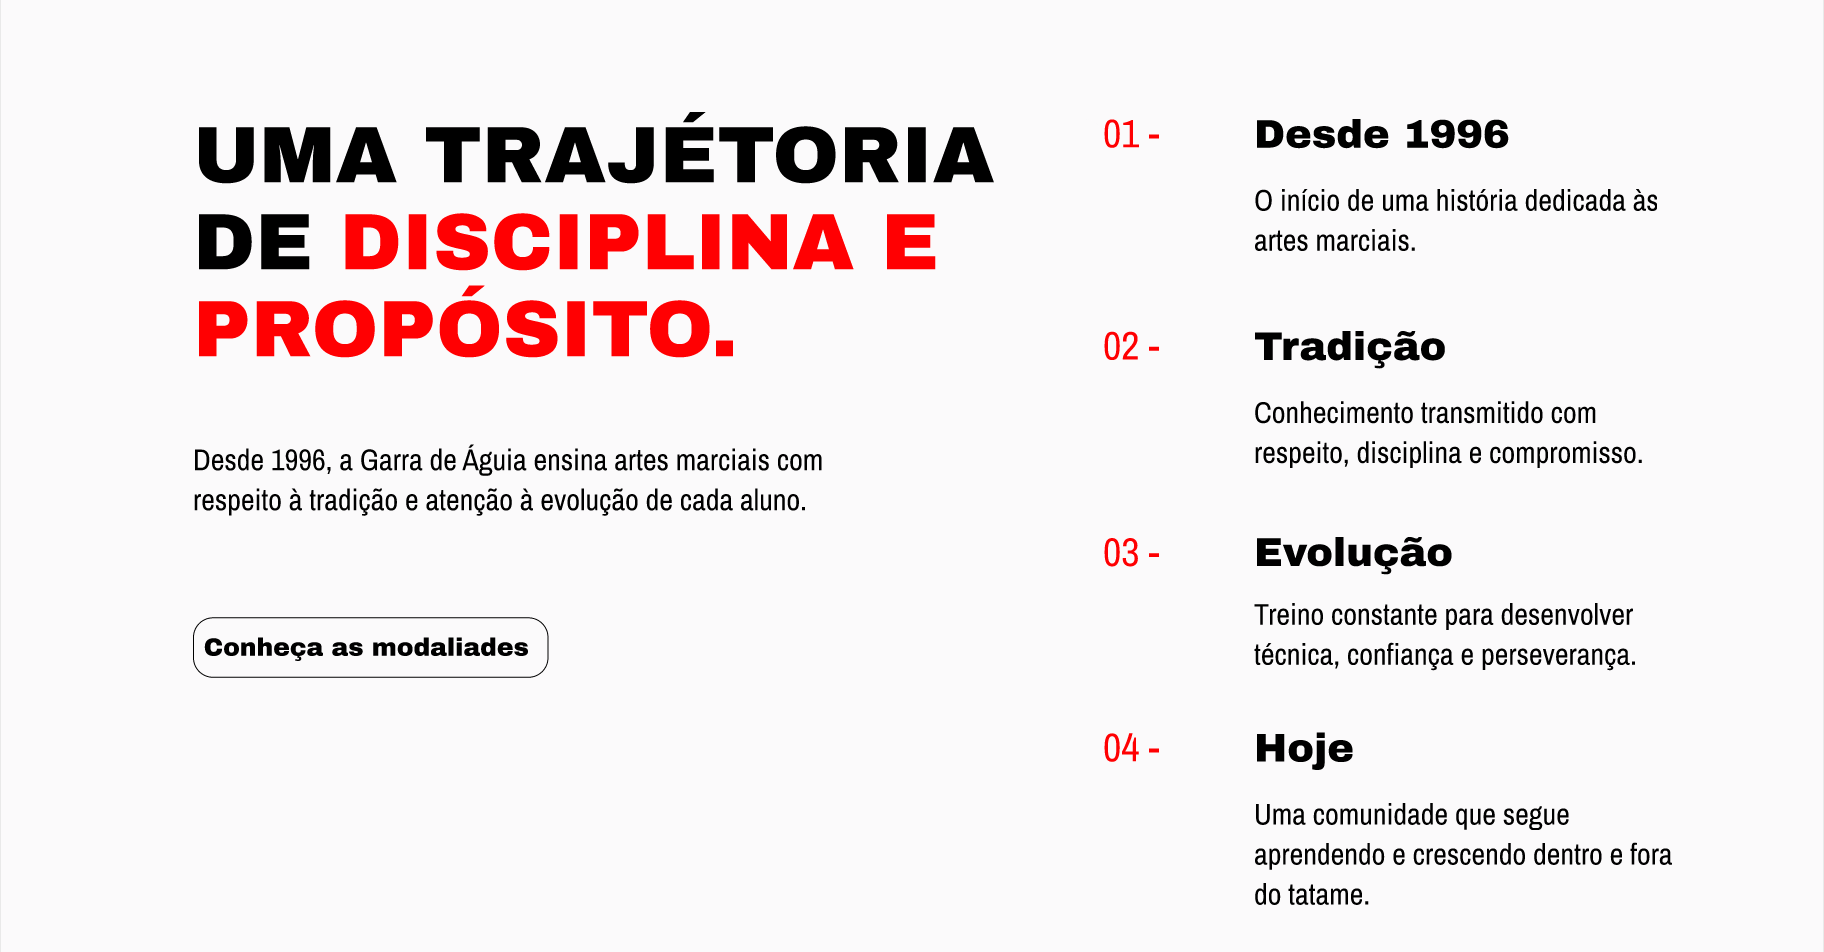 UMA TRAJÉTORIA
DE DISCIPLINA E
PROPÓSITO.
Desde 1996, a Garra de Águia ensina artes marciais com
respeito à tradição e atenção à evolução de cada aluno.
Conheça as modaliades
01 -
Desde 1996
O início de uma história dedicada às
artes marciais.
02 -
Tradição
Conhecimento transmitido com
respeito, disciplina e compromisso.
03 -
Evolução
Treino constante para desenvolver
técnica, confiança e perseverança.
04 -
Hoje
Uma comunidade que segue
aprendendo e crescendo dentro e fora
do tatame.